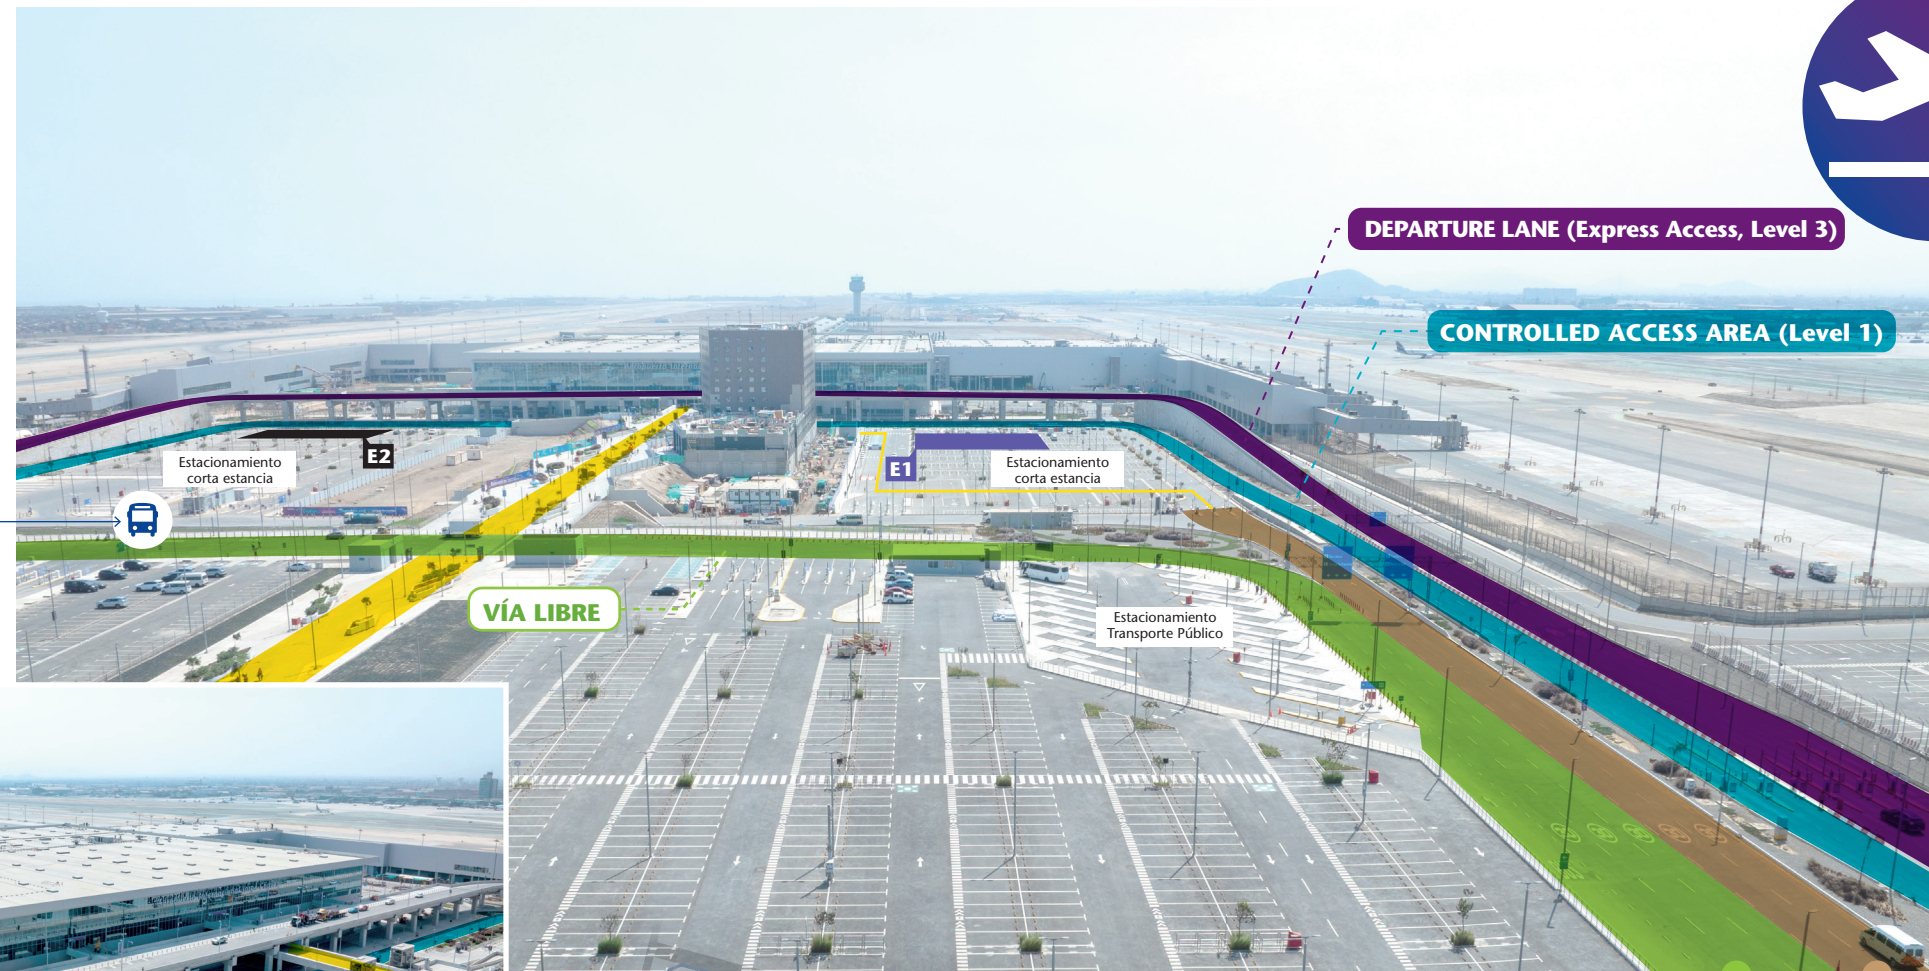 DEPARTURE LANE (Express Access, Level 3)
CONTROLLED ACCESS AREA (Level 1)
E2
Estacionamiento
corta estancia
E1
Estacionamiento
corta estancia
VÍA LIBRE
Estacionamiento
Transporte Público